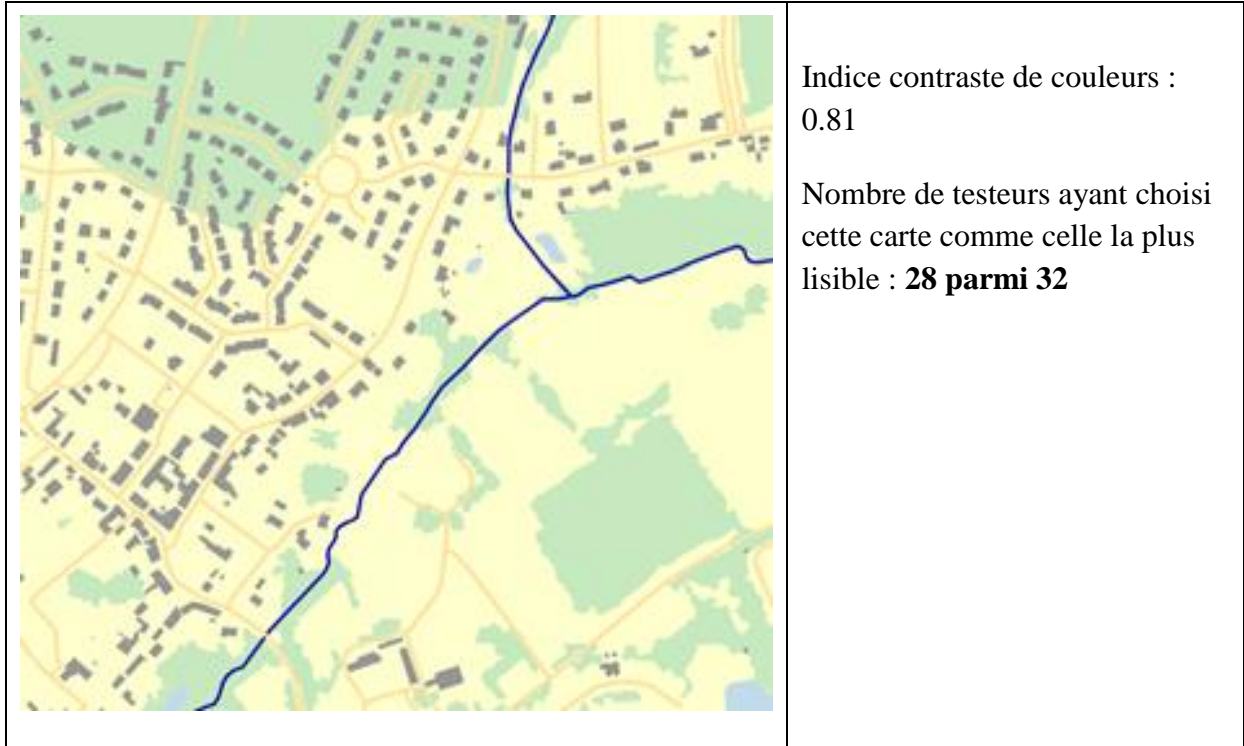 Indice contraste de couleurs :
0.81
Nombre de testeurs ayant choisi
cette carte comme celle la plus
lisible : 28 parmi 32